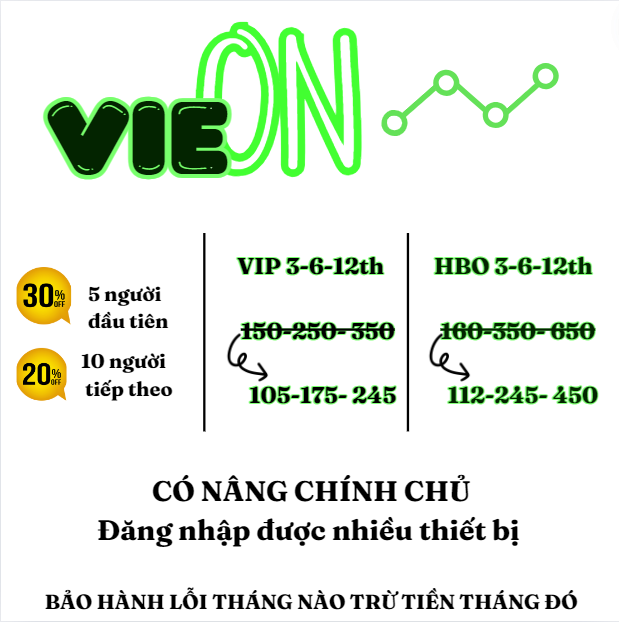 VIEON
VIP 3-6-12th
HBO 3-6-12th
30% OFF
5 người
đầu tiên
150-250-350
160-350-650
20% OFF
10 người
tiếp theo
105-175- 245
112-245- 450
CÓ NÂNG CHÍNH CHỦ
Đăng nhập được nhiều thiết bị
BẢO HÀNH LỖI THÁNG NÀO TRỪ TIỀN THÁNG ĐÓ